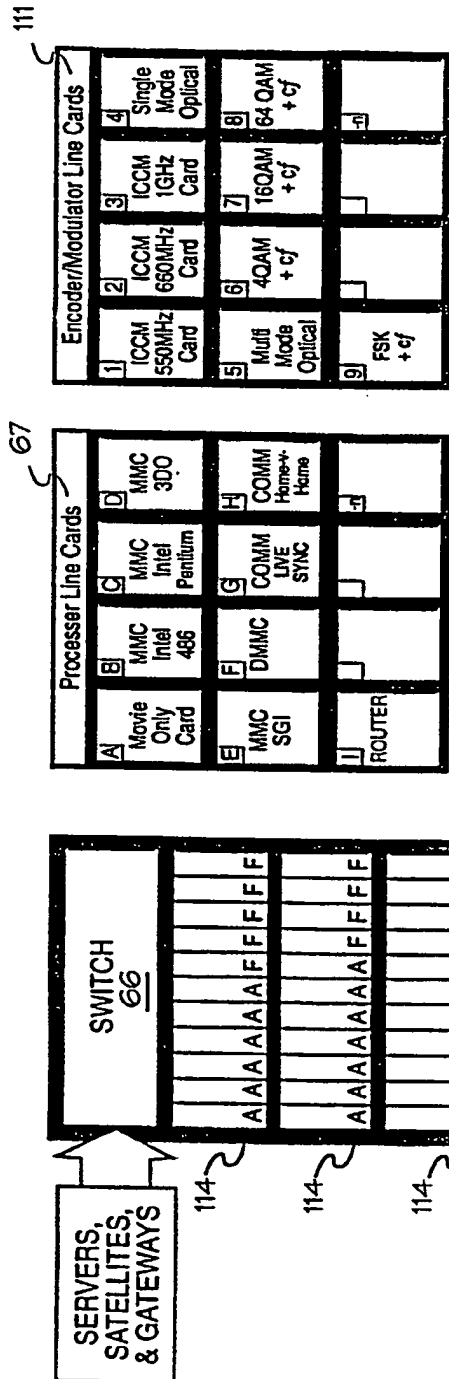 SERVERS,
SATELLITES,
& GATEWAYS
SWITCH
66
114
A A A A A A F F F F F
114
A A A A A A A F F F F
114
67
Processer Line Cards
A
Movie
Only
Card
B
MMC
Intel
486
C
MMC
Intel
Pentium
D
MMC
3DO
E
MMC
SGI
F
DMMC
G
COMM
LIVE
SYNC
H
COMM
Home-v-
Home
I
ROUTER
-n
111
Encoder/Modulator Line Cards
1
ICCM
550MHz
Card
2
ICCM
660MHz
Card
3
ICCM
1GHz
Card
4
Single
Mode
Optical
5
Multi
Mode
Optical
6
4QAM
+ cf
7
16QAM
+ cf
8
64 QAM
+ cf
9
FSK
+ cf
-n